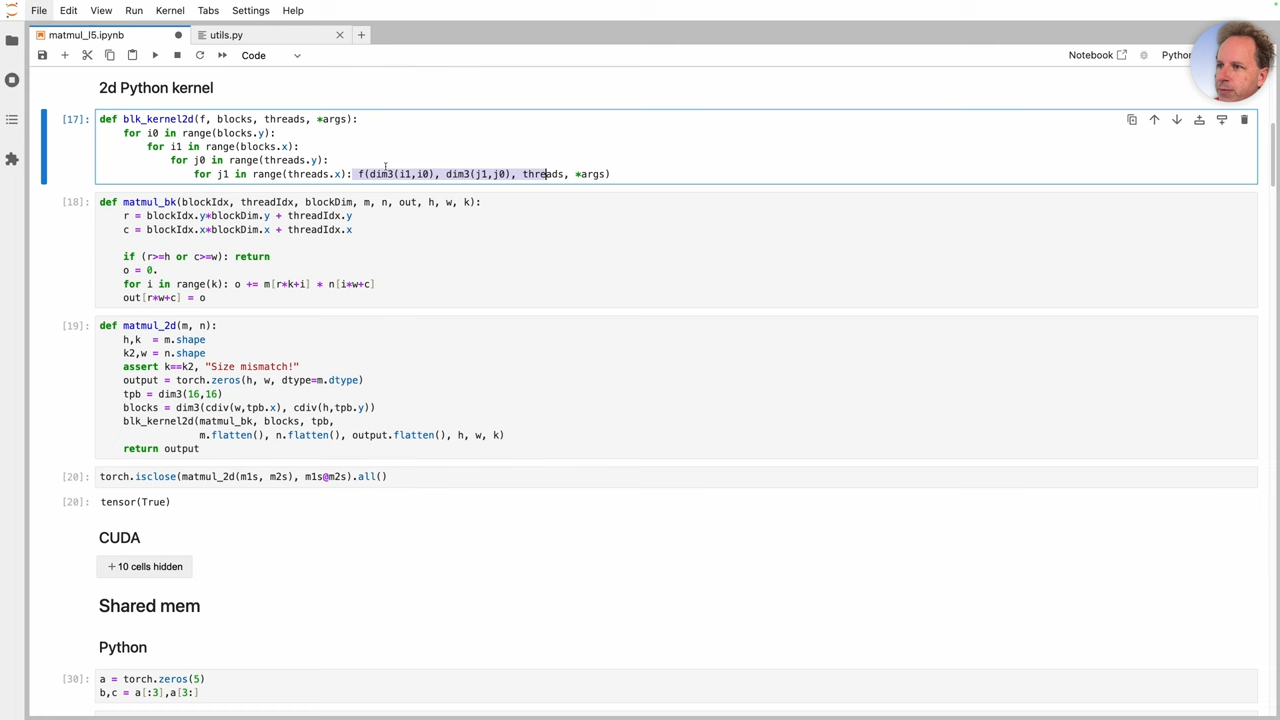 File Edit View Run Kernel Tabs Settings Help
matmul_l5.ipynb
utils.py
Code
Notebook
2d Python kernel
[17]:
def blk_kernel2d(f, blocks, threads, *args):
    for i0 in range(blocks.y):
        for i1 in range(blocks.x):
            for j0 in range(threads.y):
                for j1 in range(threads.x): f(dim3(i1,i0), dim3(j1,j0), threads, *args)
[18]:
def matmul_bk(blockIdx, threadIdx, blockDim, m, n, out, h, w, k):
    r = blockIdx.y*blockDim.y + threadIdx.y
    c = blockIdx.x*blockDim.x + threadIdx.x
    if (r>=h or c>=w): return
    o = 0.
    for i in range(k): o += m[r*k+i] * n[i*w+c]
    out[r*w+c] = o
[19]:
def matmul_2d(m, n):
    h,k  = m.shape
    k2,w = n.shape
    assert k==k2, "Size mismatch!"
    output = torch.zeros(h, w, dtype=m.dtype)
    tpb = dim3(16,16)
    blocks = dim3(cdiv(w,tpb.x), cdiv(h,tpb.y))
    blk_kernel2d(matmul_bk, blocks, tpb,
                 m.flatten(), n.flatten(), output.flatten(), h, w, k)
    return output
[20]:
torch.isclose(matmul_2d(m1s, m2s), m1s@m2s).all()
[20]:
tensor(True)
CUDA
+ 10 cells hidden
Shared mem
Python
[30]:
a = torch.zeros(5)
b,c = a[:3],a[3:]